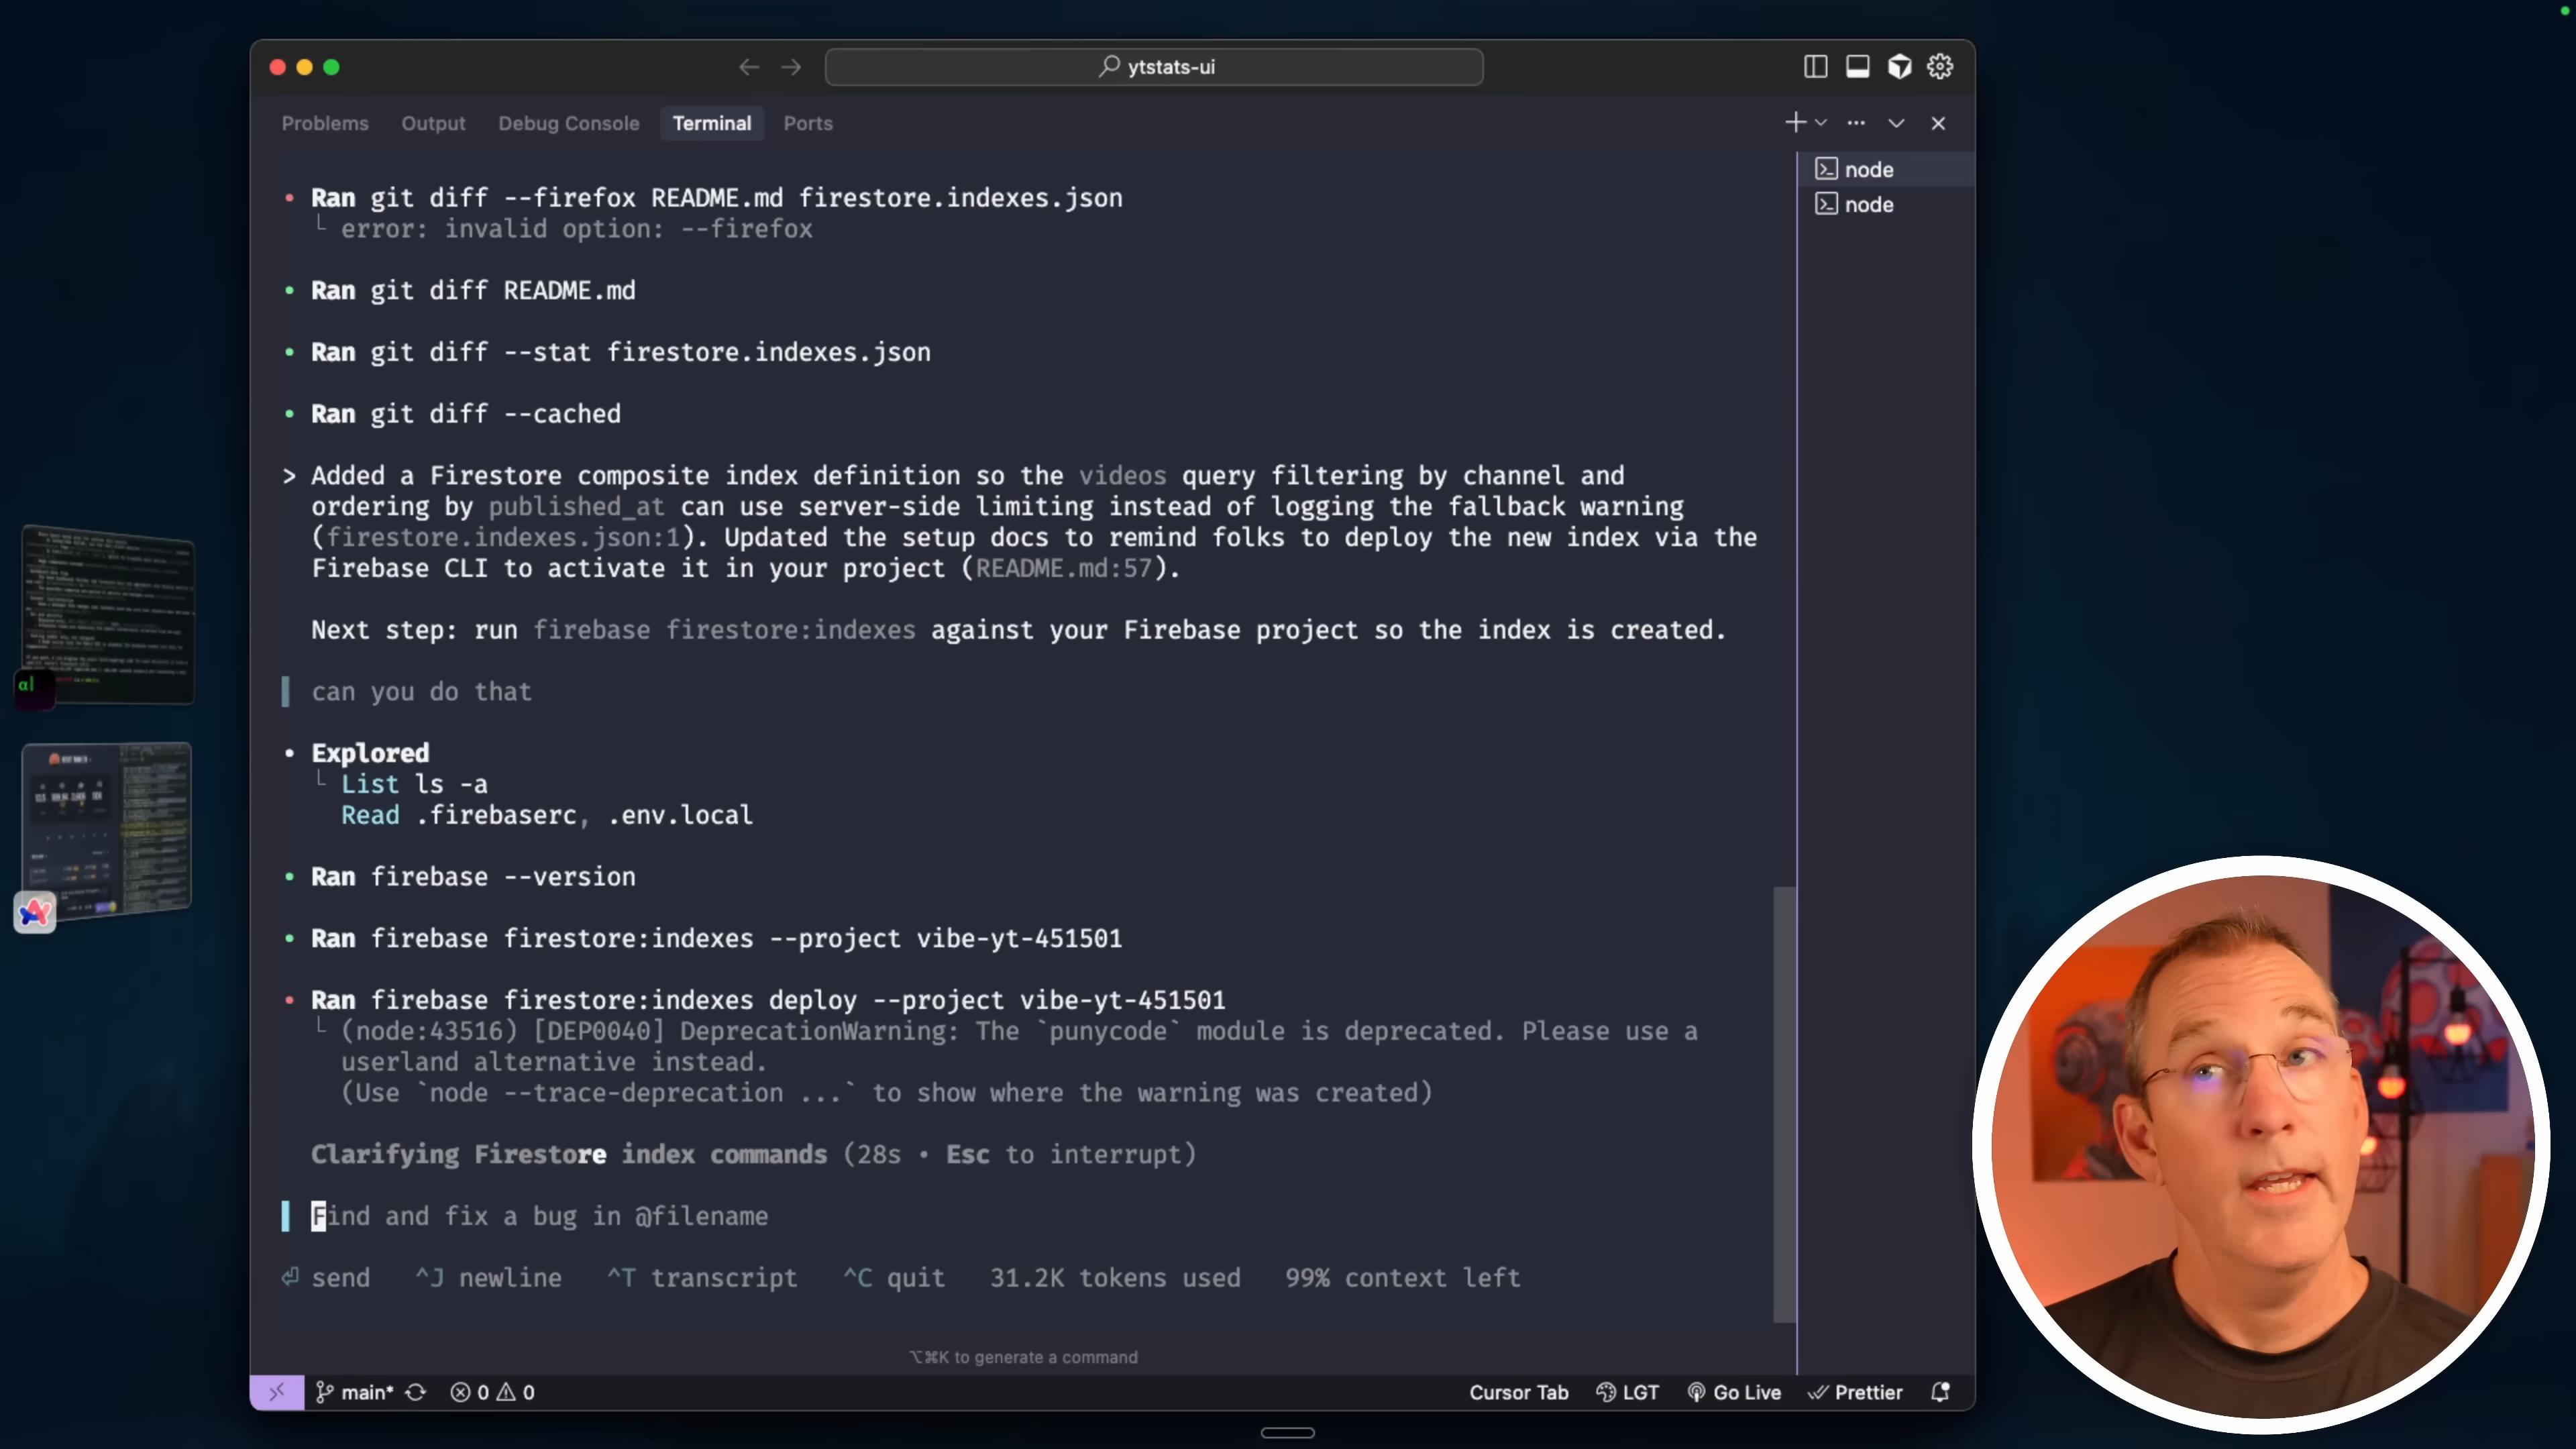 ytstats-ui
Problems Output Debug Console Terminal Ports
node
node
• Ran git diff --firefox README.md firestore.indexes.json
└ error: invalid option: --firefox
• Ran git diff README.md
• Ran git diff --stat firestore.indexes.json
• Ran git diff --cached
> Added a Firestore composite index definition so the videos query filtering by channel and
ordering by published_at can use server-side limiting instead of logging the fallback warning
(firestore.indexes.json:1). Updated the setup docs to remind folks to deploy the new index via the
Firebase CLI to activate it in your project (README.md:57).
Next step: run firebase firestore:indexes against your Firebase project so the index is created.
can you do that
• Explored
└ List ls -a
Read .firebaserc, .env.local
• Ran firebase --version
• Ran firebase firestore:indexes --project vibe-yt-451501
• Ran firebase firestore:indexes deploy --project vibe-yt-451501
└ (node:43516) [DEP0040] DeprecationWarning: The `punycode` module is deprecated. Please use a
userland alternative instead.
(Use `node --trace-deprecation ...` to show where the warning was created)
Clarifying Firestore index commands (28s • Esc to interrupt)
Find and fix a bug in @filename
⏎ send ^J newline ^T transcript ^C quit 31.2K tokens used 99% context left
⌥⌘K to generate a command
main* 0 0 Cursor Tab LGT Go Live Prettier